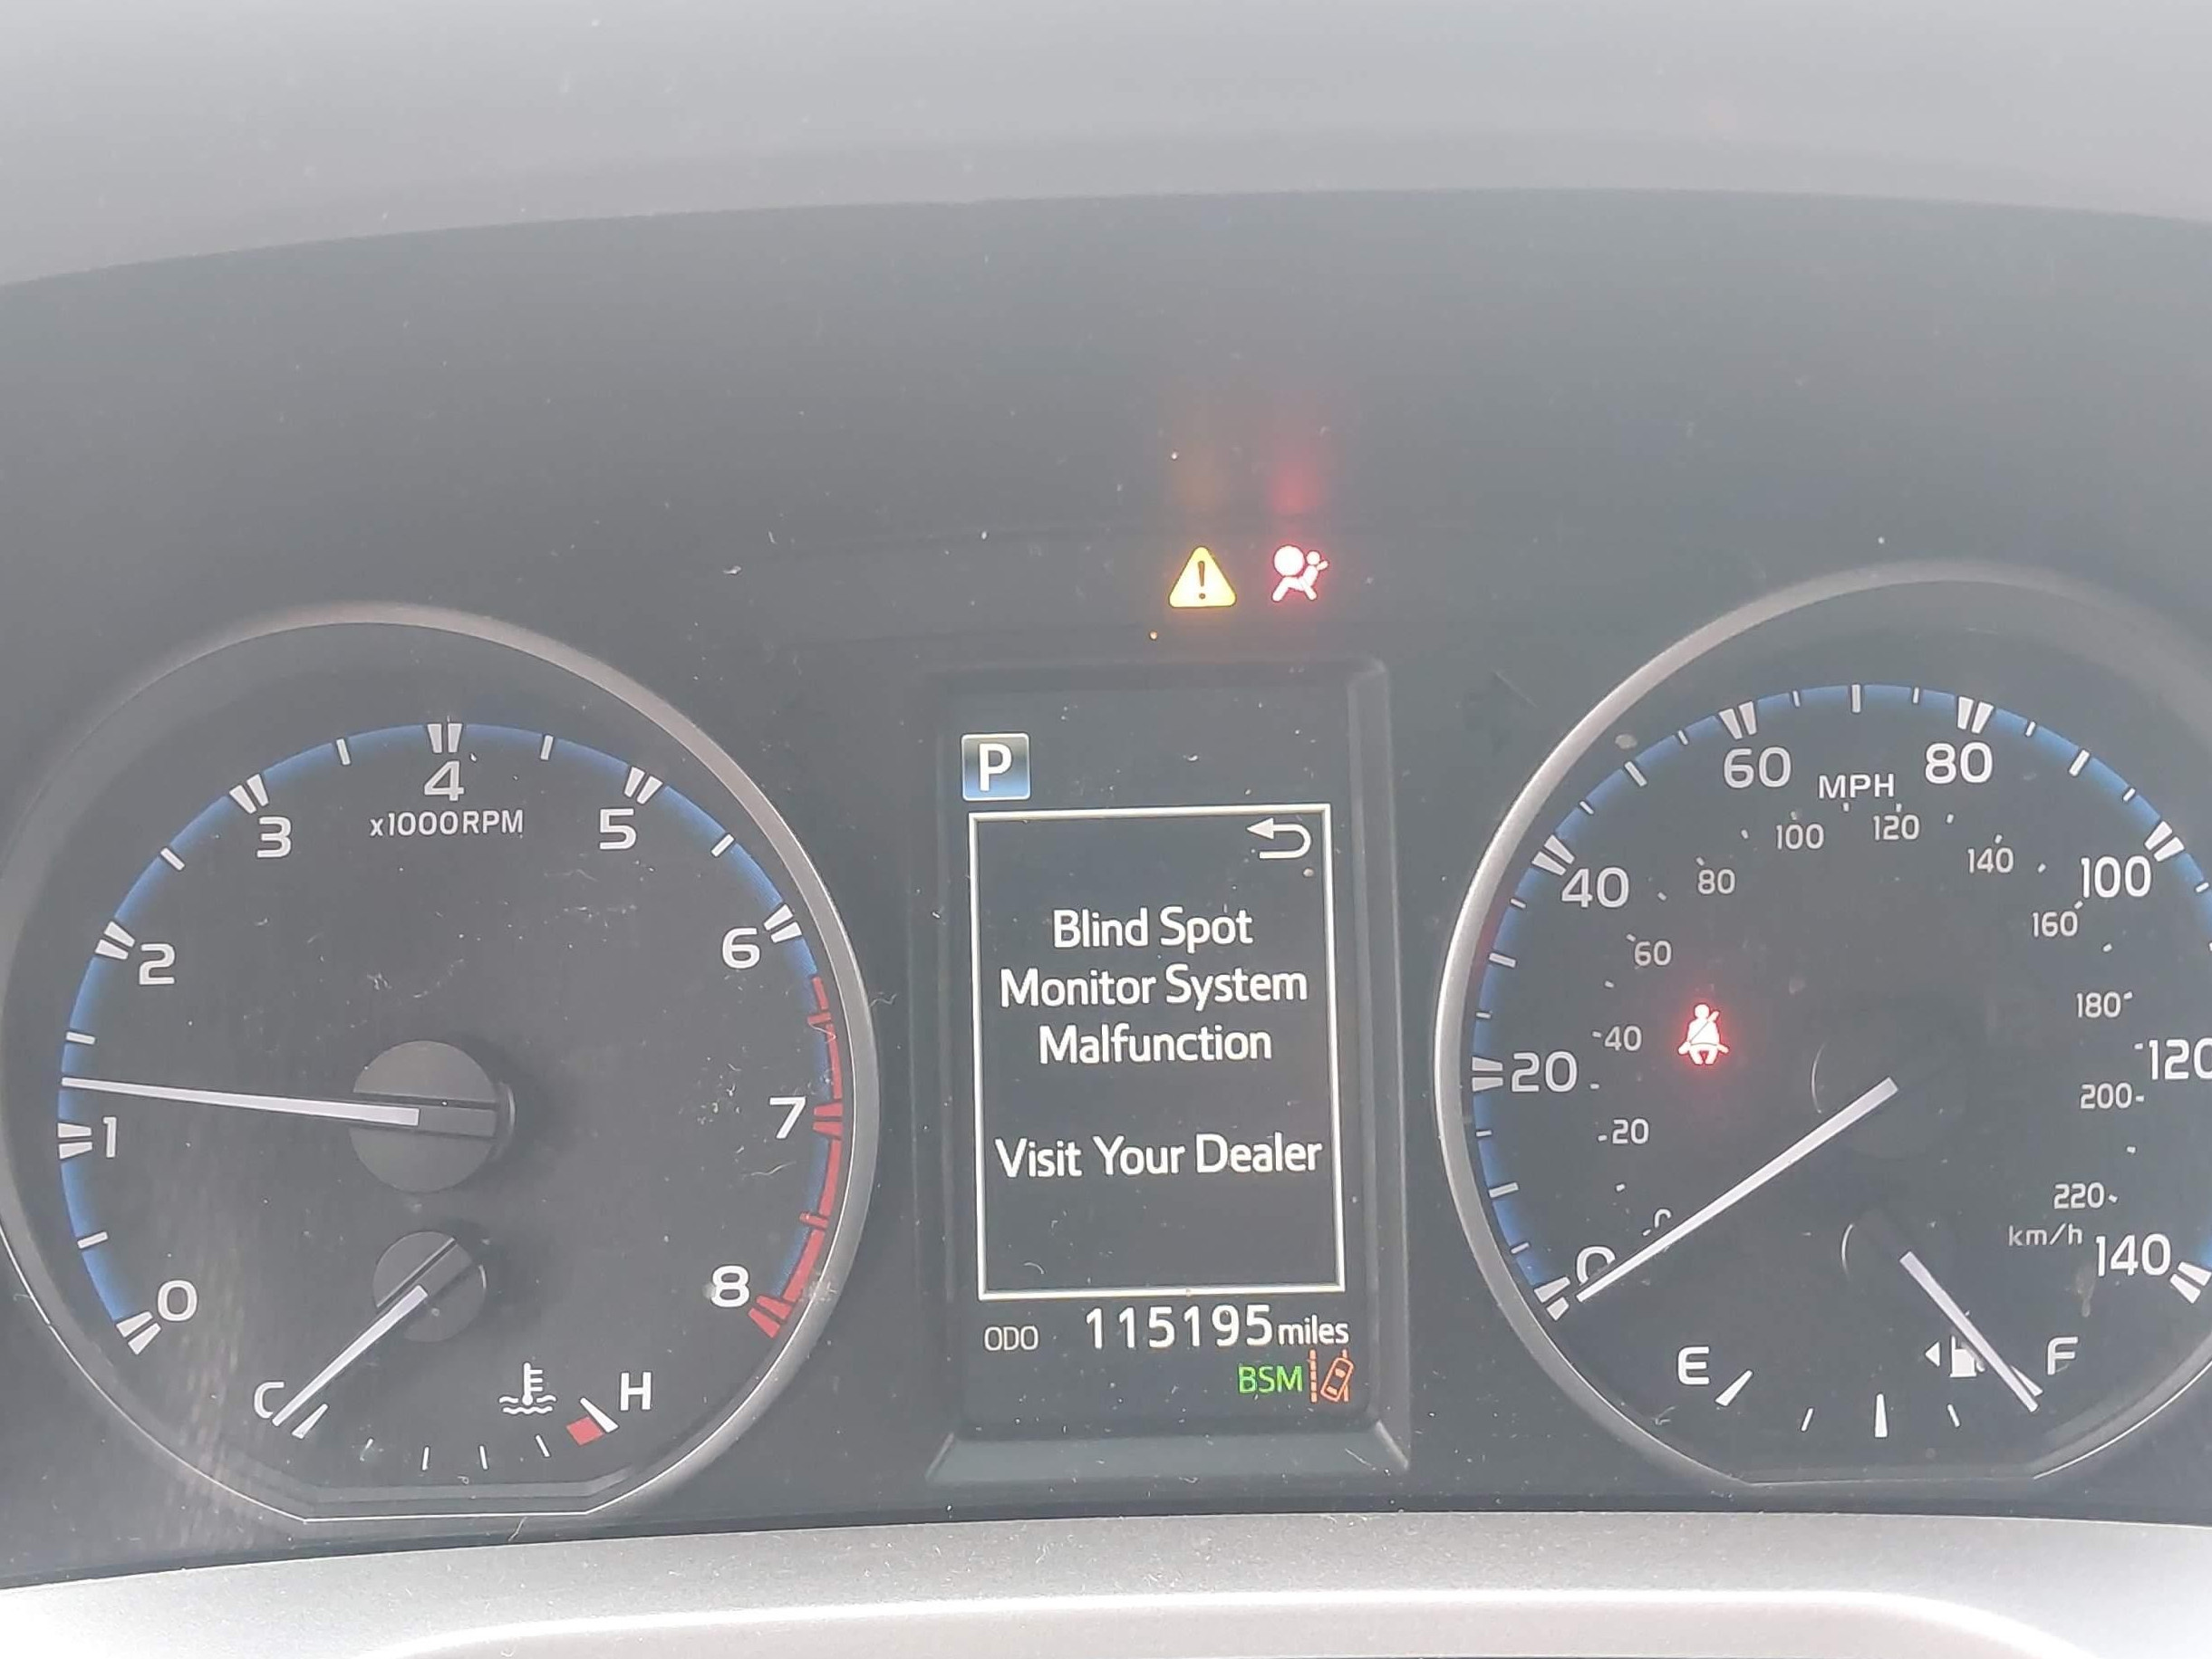 4
x1000RPM
3
5
2
6
1
7
0
8
C
H
P
Blind Spot
Monitor System
Malfunction
Visit Your Dealer
ODO 115195 miles
BSM
60
MPH
80
40
100
20
120
0
140
100
120
80
140
60
160
40
180
20
200
220
km/h
E
F